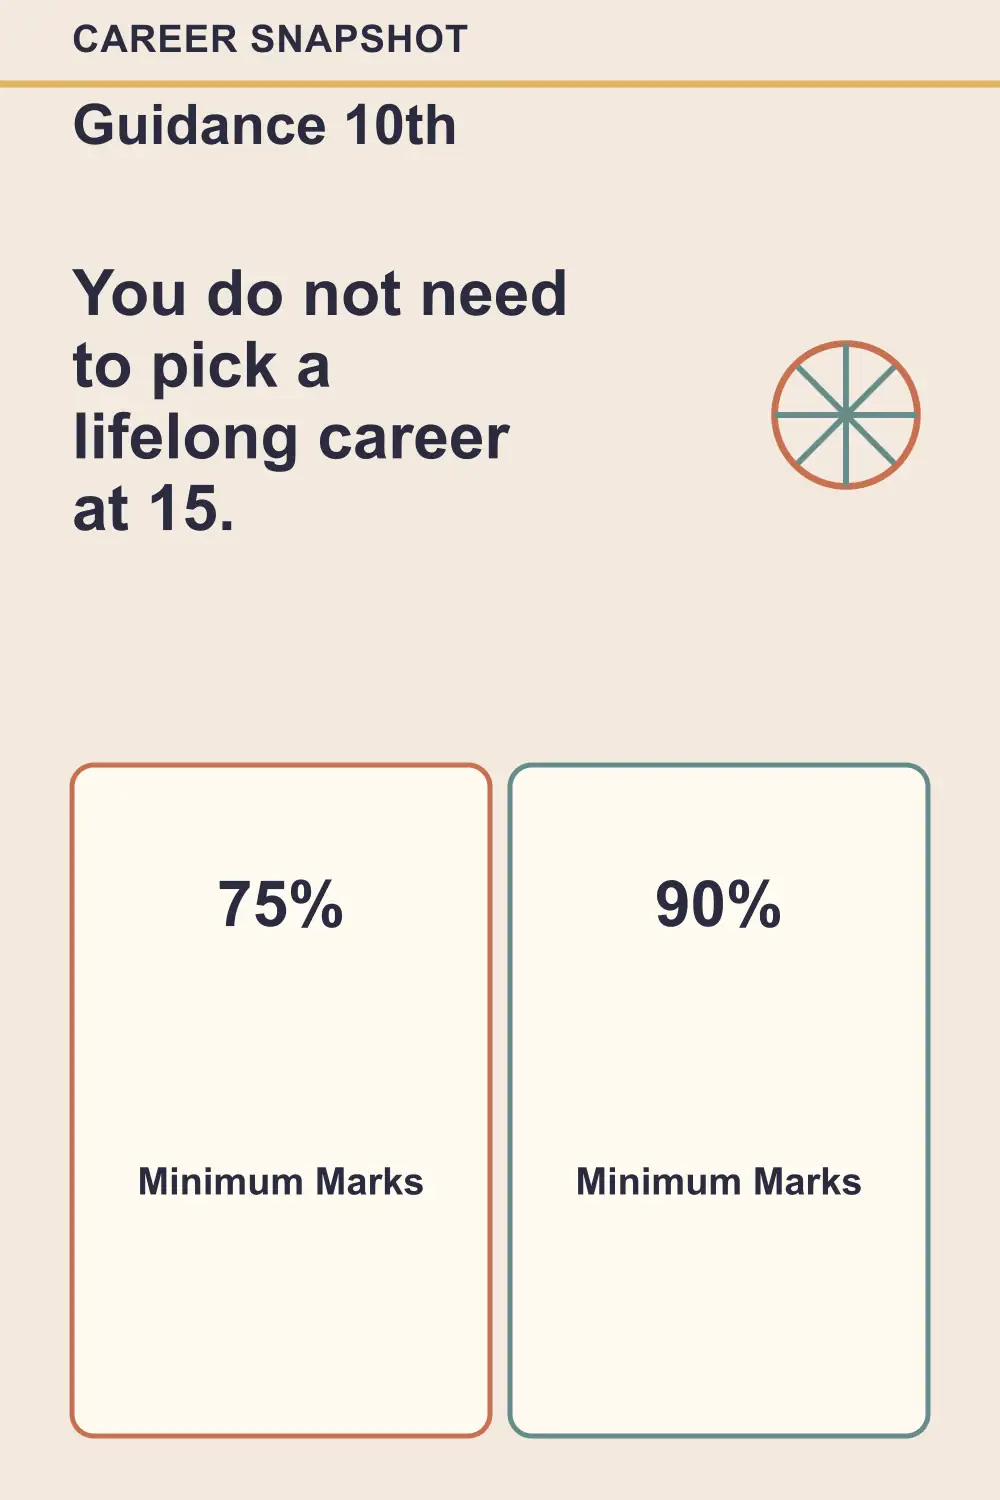 CAREER SNAPSHOT
Guidance 10th
You do not need
to pick a
lifelong career
at 15.
75%
Minimum Marks
90%
Minimum Marks